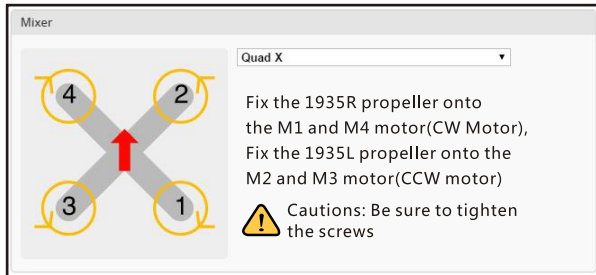 Mixer
Quad X
4
2
3
1
Fix the 1935R propeller onto
the M1 and M4 motor(CW Motor),
Fix the 1935L propeller onto the
M2 and M3 motor(CCW motor)
Cautions: Be sure to tighten
the screws